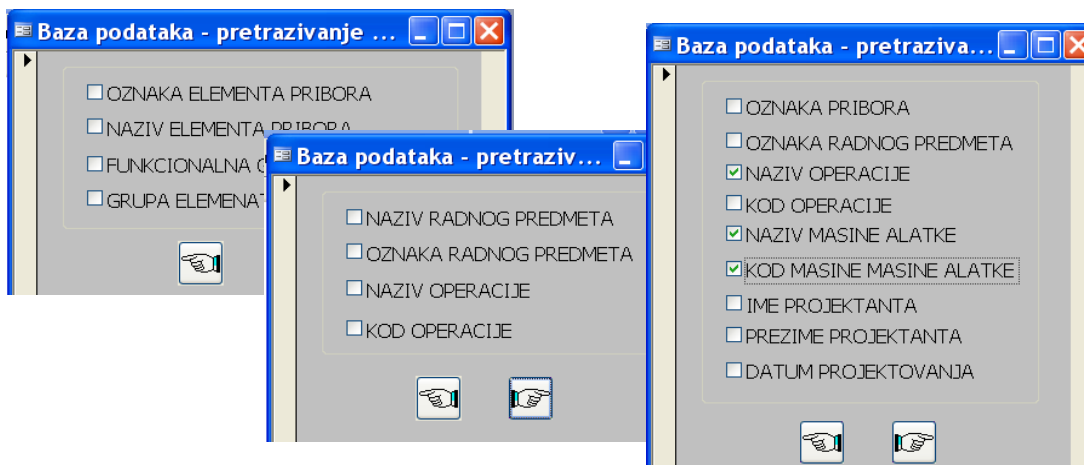 Baza podataka - pretrazivanje ...
OZNAKA ELEMENTA PRIBORA
NAZIV ELEMENTA PRIBORA
FUNKCIONALNA
GRUPA ELEMENAT
Baza podataka - pretraziv...
NAZIV RADNOG PREDMETA
OZNAKA RADNOG PREDMETA
NAZIV OPERACIJE
KOD OPERACIJE
Baza podataka - pretraziva...
OZNAKA PRIBORA
OZNAKA RADNOG PREDMETA
NAZIV OPERACIJE
KOD OPERACIJE
NAZIV MASINE ALATKE
KOD MASINE MASINE ALATKE
IME PROJEKTANTA
PREZIME PROJEKTANTA
DATUM PROJEKTOVANJA